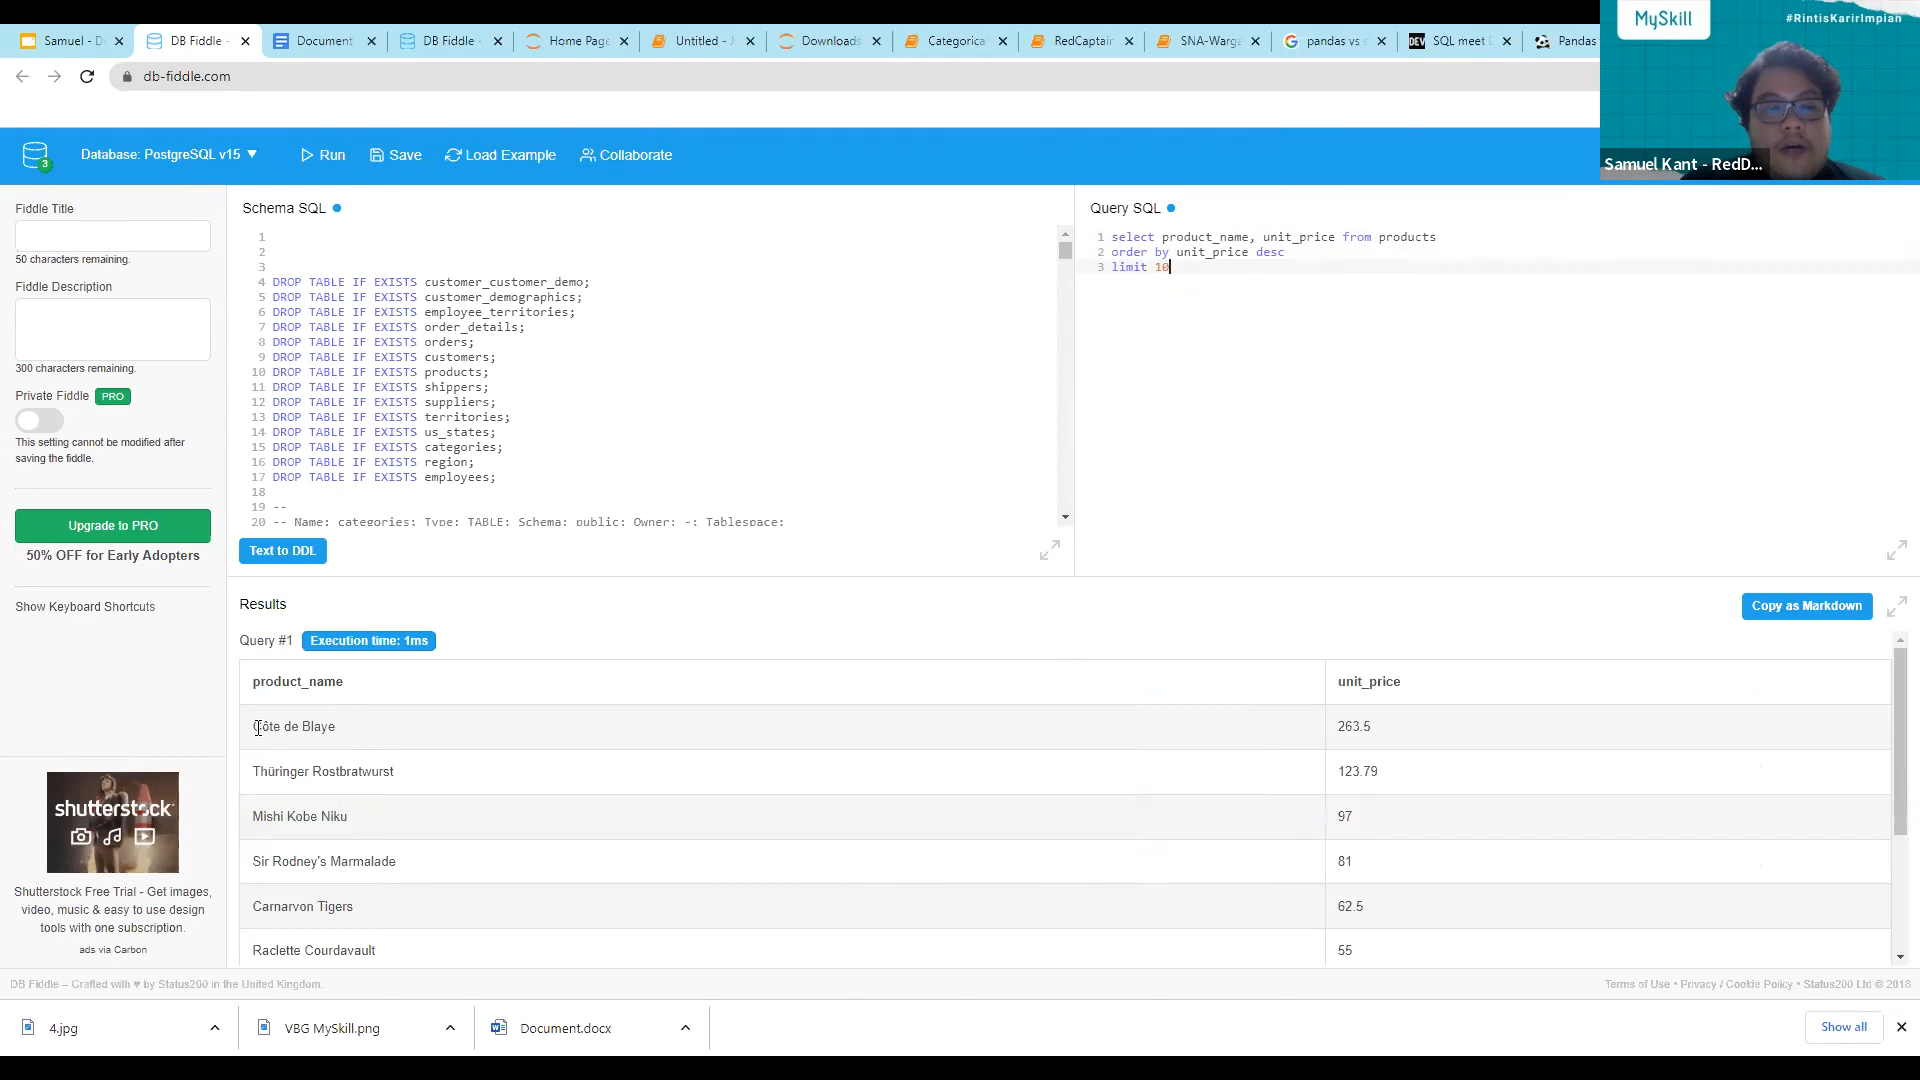 MySkill
#RintisKarirImpian
Samuel Kant - RedD...
Samuel - D
DB Fiddle -
Document
DB Fiddle -
Home Page
Untitled - J
Downloads
Categorica
RedCaptain
SNA-Warga
pandas vs s
DEV
SQL meet
Pandas
db-fiddle.com
3
Database: PostgreSQL v15
Run
Save
Load Example
Collaborate
Fiddle Title
50 characters remaining.
Fiddle Description
300 characters remaining.
Private Fiddle PRO
This setting cannot be modified after
saving the fiddle.
Upgrade to PRO
50% OFF for Early Adopters
Show Keyboard Shortcuts
shutterstock
Shutterstock Free Trial - Get images,
video, music & easy to use design
tools with one subscription.
ads via Carbon
Schema SQL
1
2
3
4 DROP TABLE IF EXISTS customer_customer_demo;
5 DROP TABLE IF EXISTS customer_demographics;
6 DROP TABLE IF EXISTS employee_territories;
7 DROP TABLE IF EXISTS order_details;
8 DROP TABLE IF EXISTS orders;
9 DROP TABLE IF EXISTS customers;
10 DROP TABLE IF EXISTS products;
11 DROP TABLE IF EXISTS shippers;
12 DROP TABLE IF EXISTS suppliers;
13 DROP TABLE IF EXISTS territories;
14 DROP TABLE IF EXISTS us_states;
15 DROP TABLE IF EXISTS categories;
16 DROP TABLE IF EXISTS region;
17 DROP TABLE IF EXISTS employees;
18
19 --
20 -- Name: categories; Type: TABLE; Schema: public; Owner: -; Tablespace:
Text to DDL
Query SQL
1 select product_name, unit_price from products
2 order by unit_price desc
3 limit 10
Results
Copy as Markdown
Query #1 Execution time: 1ms
product_name unit_price
Côte de Blaye 263.5
Thüringer Rostbratwurst 123.79
Mishi Kobe Niku 97
Sir Rodney's Marmalade 81
Carnarvon Tigers 62.5
Raclette Courdavault 55
DB Fiddle – Crafted with ♥ by Status200 in the United Kingdom.
Terms of Use • Privacy / Cookie Policy • Status200 Ltd © 2018
4.jpg
VBG MySkill.png
Document.docx
Show all